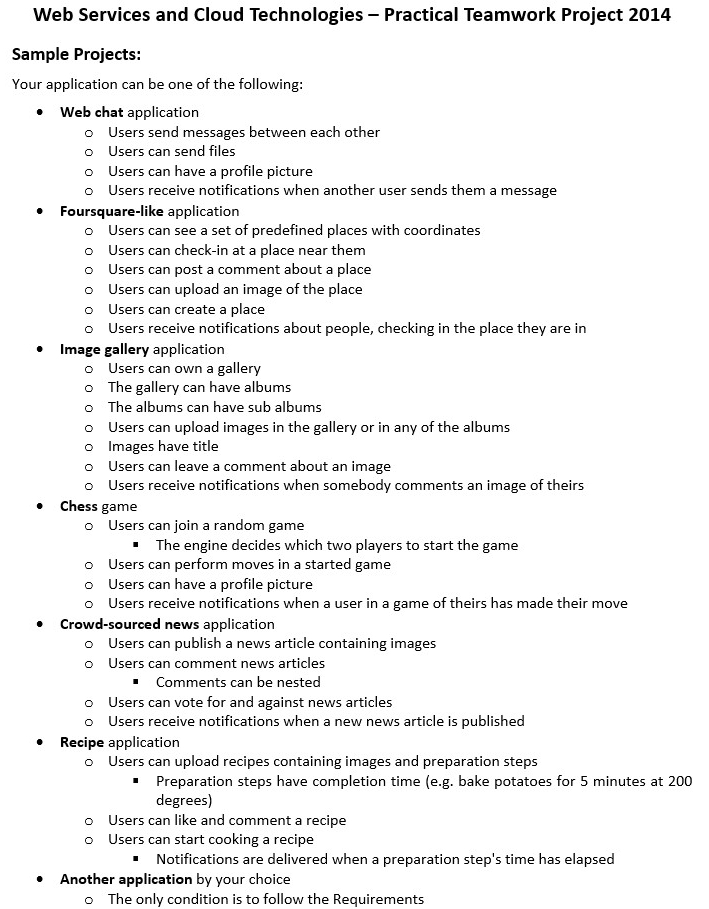 Web Services and Cloud Technologies – Practical Teamwork Project 2014
Sample Projects:
Your application can be one of the following:
• Web chat application
o Users send messages between each other
o Users can send files
o Users can have a profile picture
o Users receive notifications when another user sends them a message
• Foursquare-like application
o Users can see a set of predefined places with coordinates
o Users can check-in at a place near them
o Users can post a comment about a place
o Users can upload an image of the place
o Users can create a place
o Users receive notifications about people, checking in the place they are in
• Image gallery application
o Users can own a gallery
o The gallery can have albums
o The albums can have sub albums
o Users can upload images in the gallery or in any of the albums
o Images have title
o Users can leave a comment about an image
o Users receive notifications when somebody comments an image of theirs
• Chess game
o Users can join a random game
▪ The engine decides which two players to start the game
o Users can perform moves in a started game
o Users can have a profile picture
o Users receive notifications when a user in a game of theirs has made their move
• Crowd-sourced news application
o Users can publish a news article containing images
o Users can comment news articles
▪ Comments can be nested
o Users can vote for and against news articles
o Users receive notifications when a new news article is published
• Recipe application
o Users can upload recipes containing images and preparation steps
▪ Preparation steps have completion time (e.g. bake potatoes for 5 minutes at 200
degrees)
o Users can like and comment a recipe
o Users can start cooking a recipe
▪ Notifications are delivered when a preparation step's time has elapsed
• Another application by your choice
o The only condition is to follow the Requirements